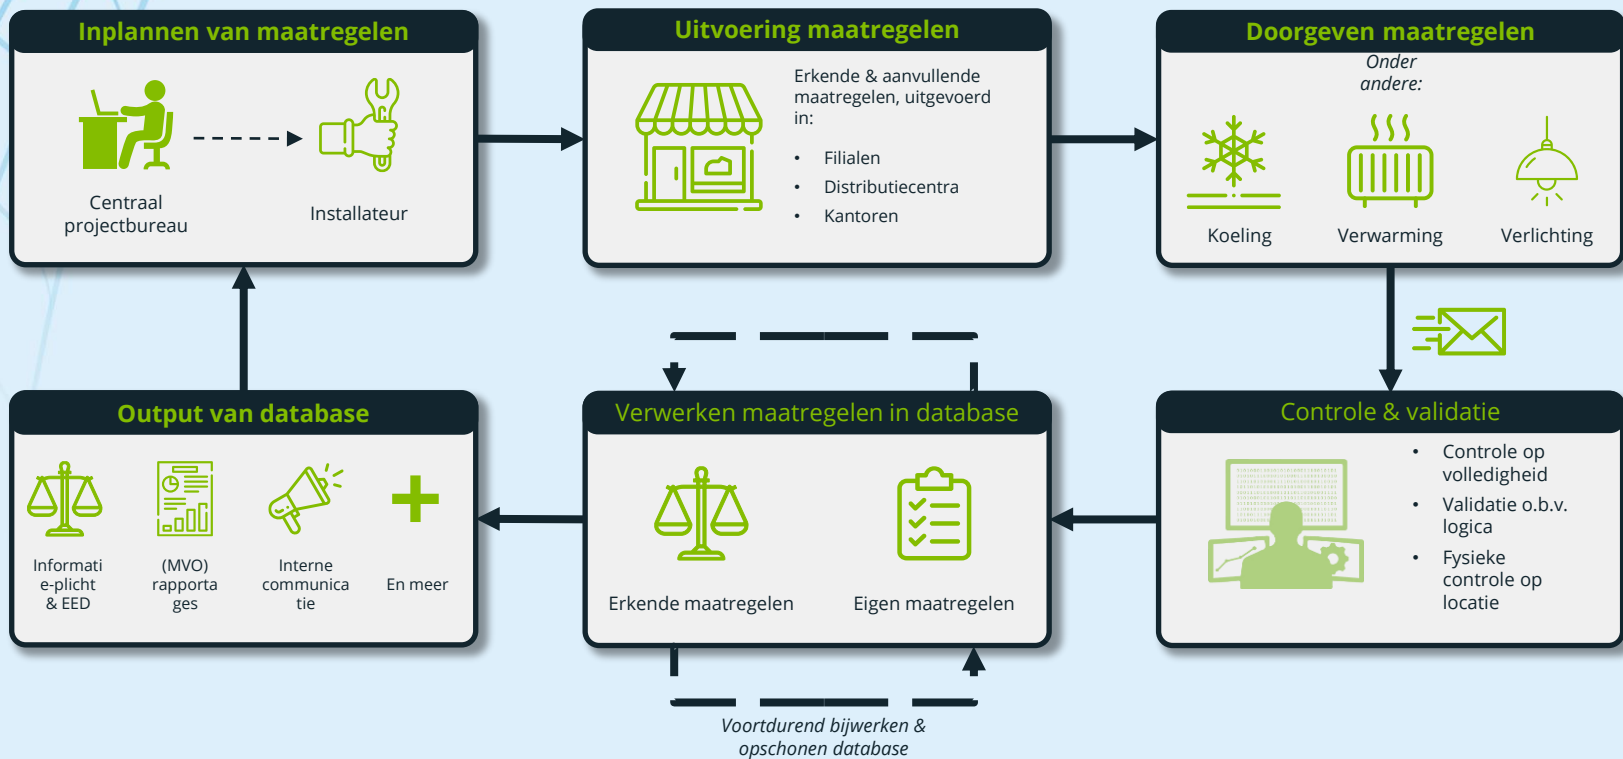 Inplannen van maatregelen
Centraal
projectbureau
Installateur
Uitvoering maatregelen
Erkende & aanvullende
maatregelen, uitgevoerd
in:
• Filialen
• Distributiecentra
• Kantoren
Doorgeven maatregelen
Onder
andere:
Koeling
Verwarming
Verlichting
Controle & validatie
• Controle op
volledigheid
• Validatie o.b.v.
logica
• Fysieke
controle op
locatie
Verwerken maatregelen in database
Erkende maatregelen
Eigen maatregelen
Voortdurend bijwerken &
opschonen database
Output van database
Informati
e-plicht
& EED
(MVO)
rapporta
ges
Interne
communica
tie
En meer